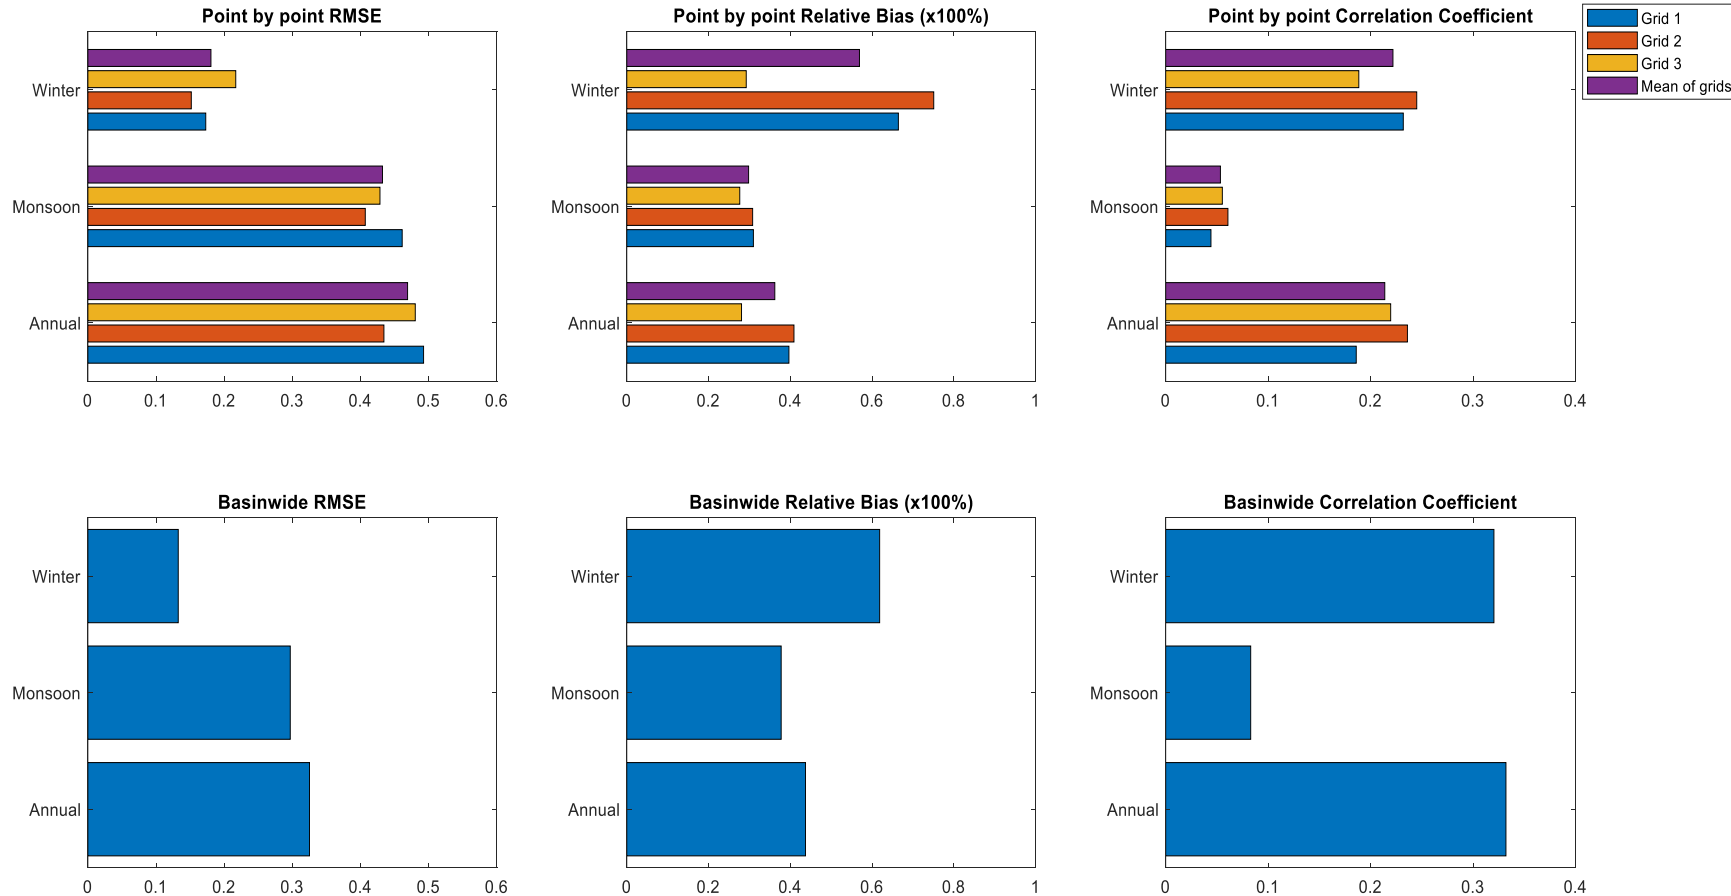 Point by point RMSE
Winter
Monsoon
Annual
0 0.1 0.2 0.3 0.4 0.5 0.6
Point by point Relative Bias (x100%)
Winter
Monsoon
Annual
0 0.2 0.4 0.6 0.8 1
Point by point Correlation Coefficient
Winter
Monsoon
Annual
0 0.1 0.2 0.3 0.4
Grid 1
Grid 2
Grid 3
Mean of grids
Basinwide RMSE
Winter
Monsoon
Annual
0 0.1 0.2 0.3 0.4 0.5 0.6
Basinwide Relative Bias (x100%)
Winter
Monsoon
Annual
0 0.2 0.4 0.6 0.8 1
Basinwide Correlation Coefficient
Winter
Monsoon
Annual
0 0.1 0.2 0.3 0.4